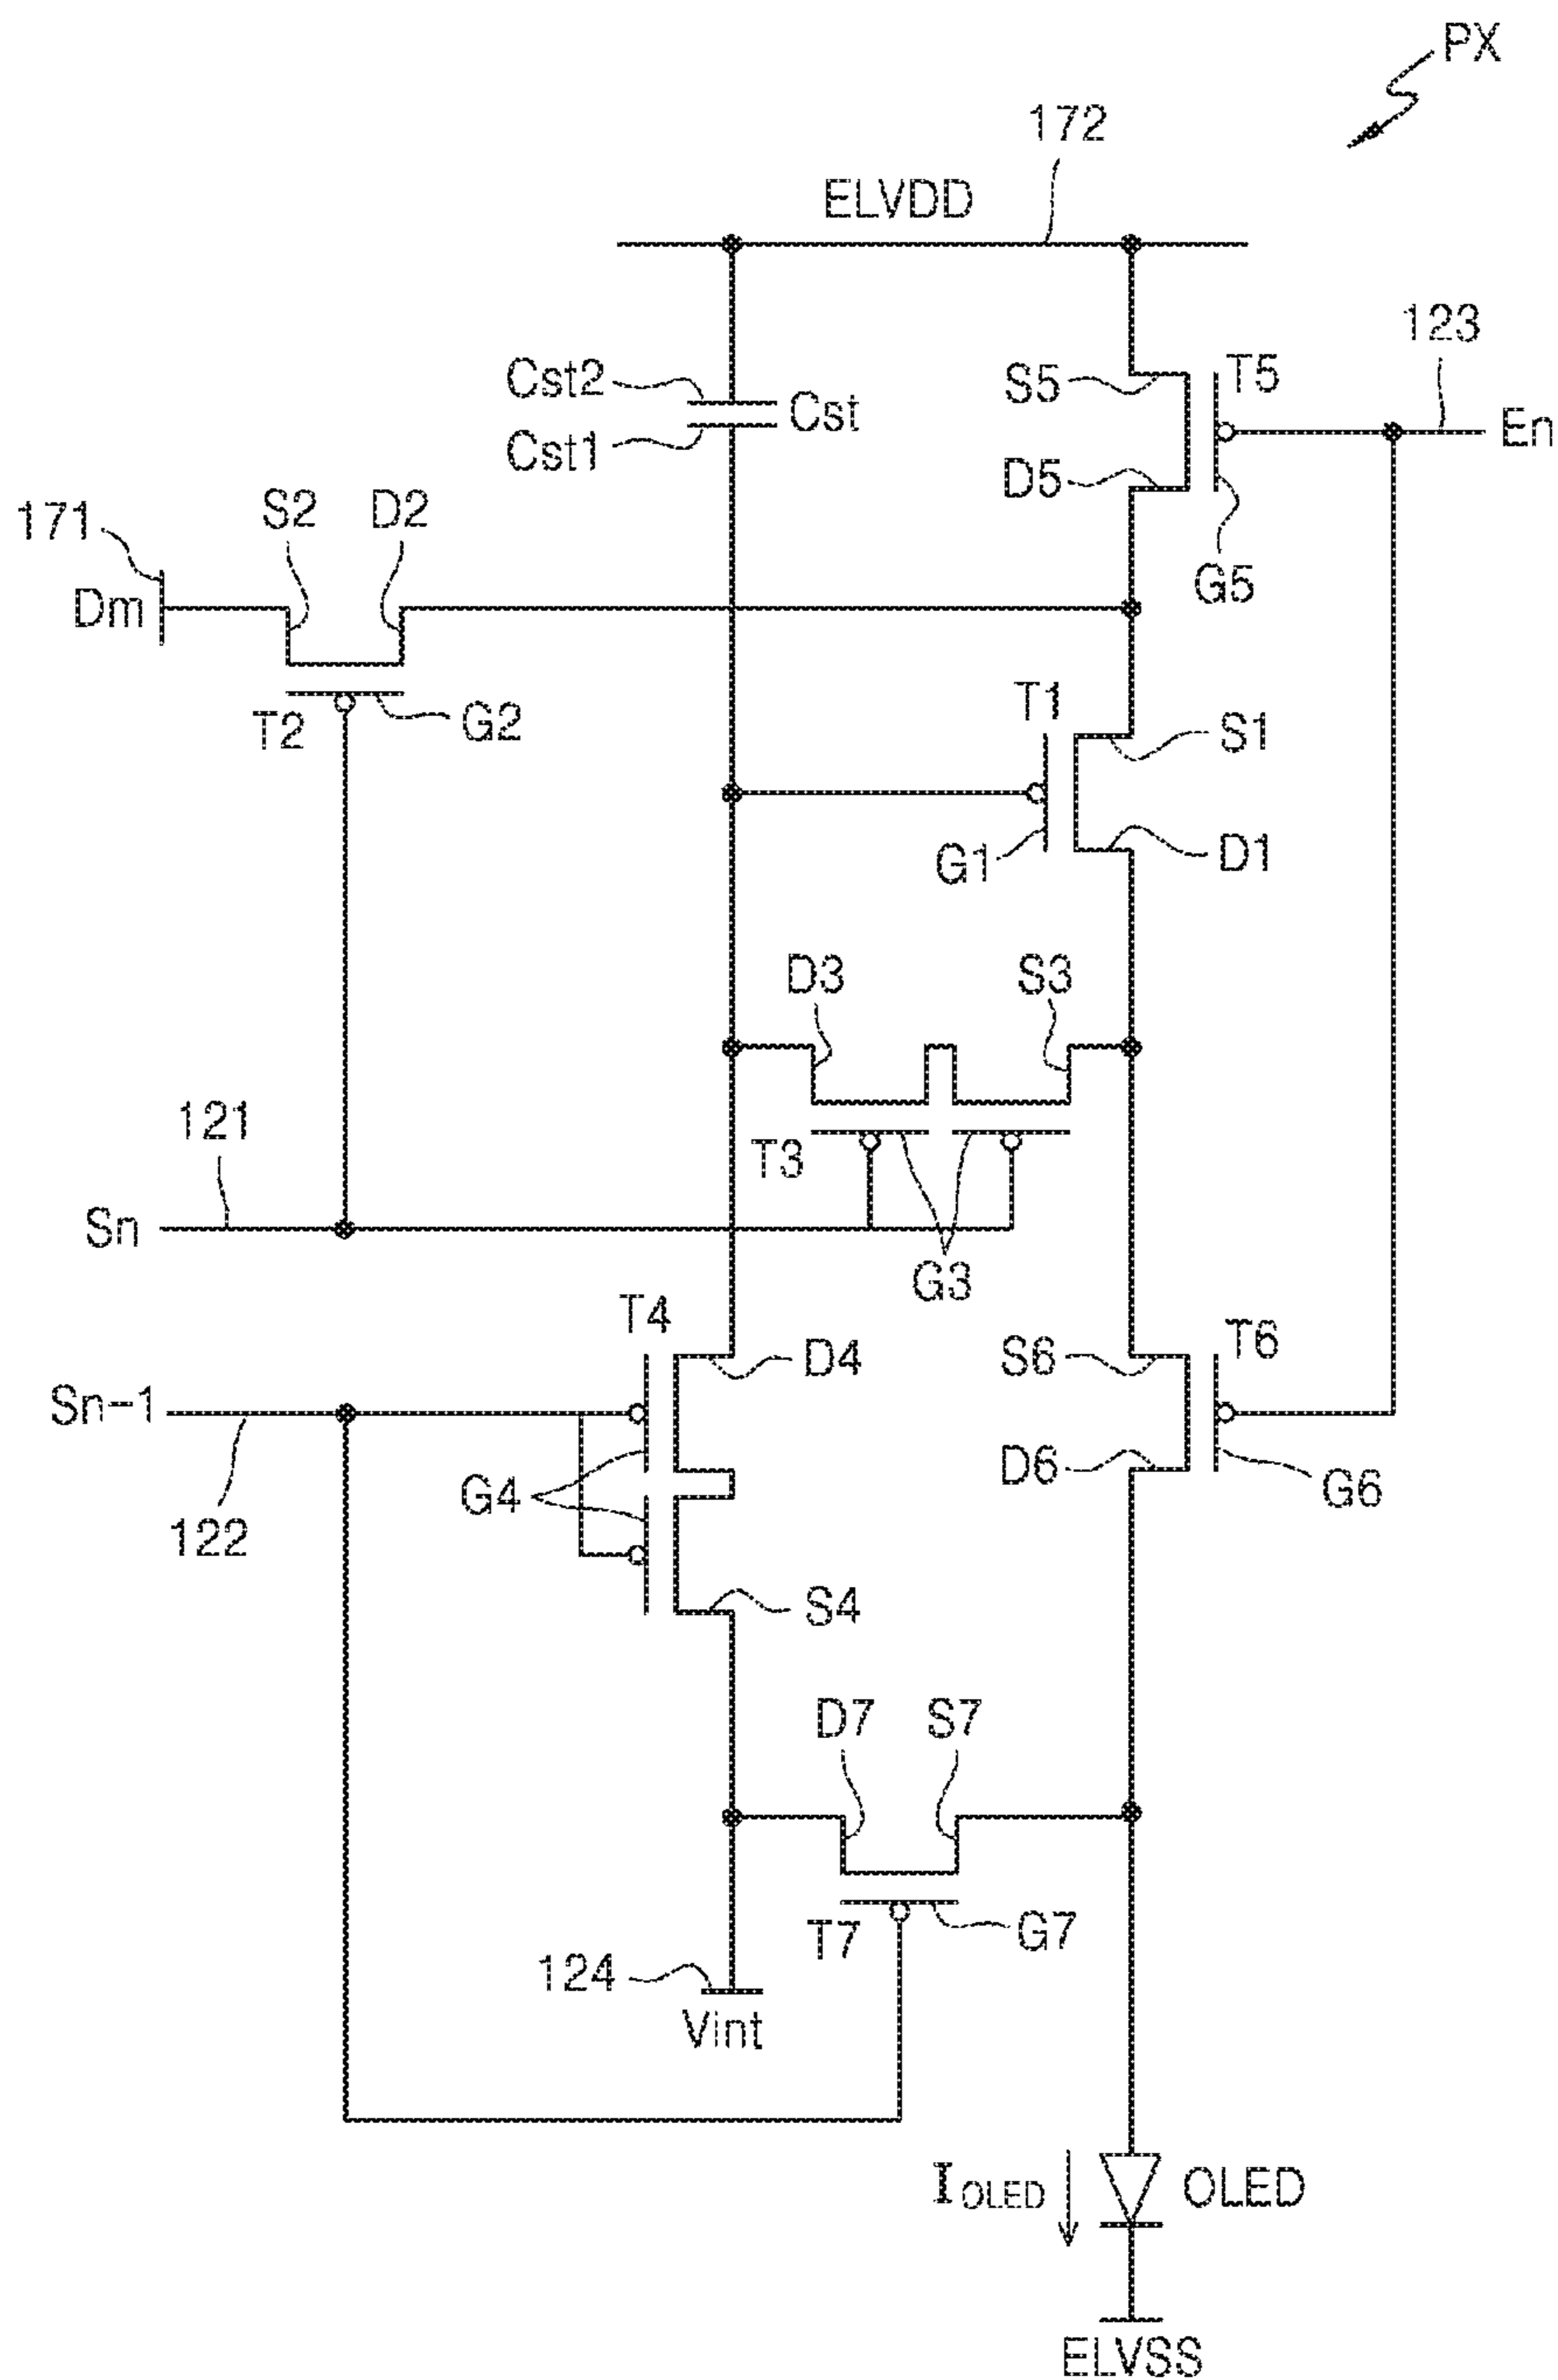 PX
172
ELVDD
123
Cst2
Cst
Cst1
S5
T5
En
D5
G5
171
S2
D2
Dm
T2
G2
T1
S1
G1
D1
D3
S3
121
T3
Sn
G3
T4
D4
S6
T6
Sn-1
G4
D6
G6
122
S4
D7
S7
T7
G7
124
Vint
IOLED
OLED
ELVSS